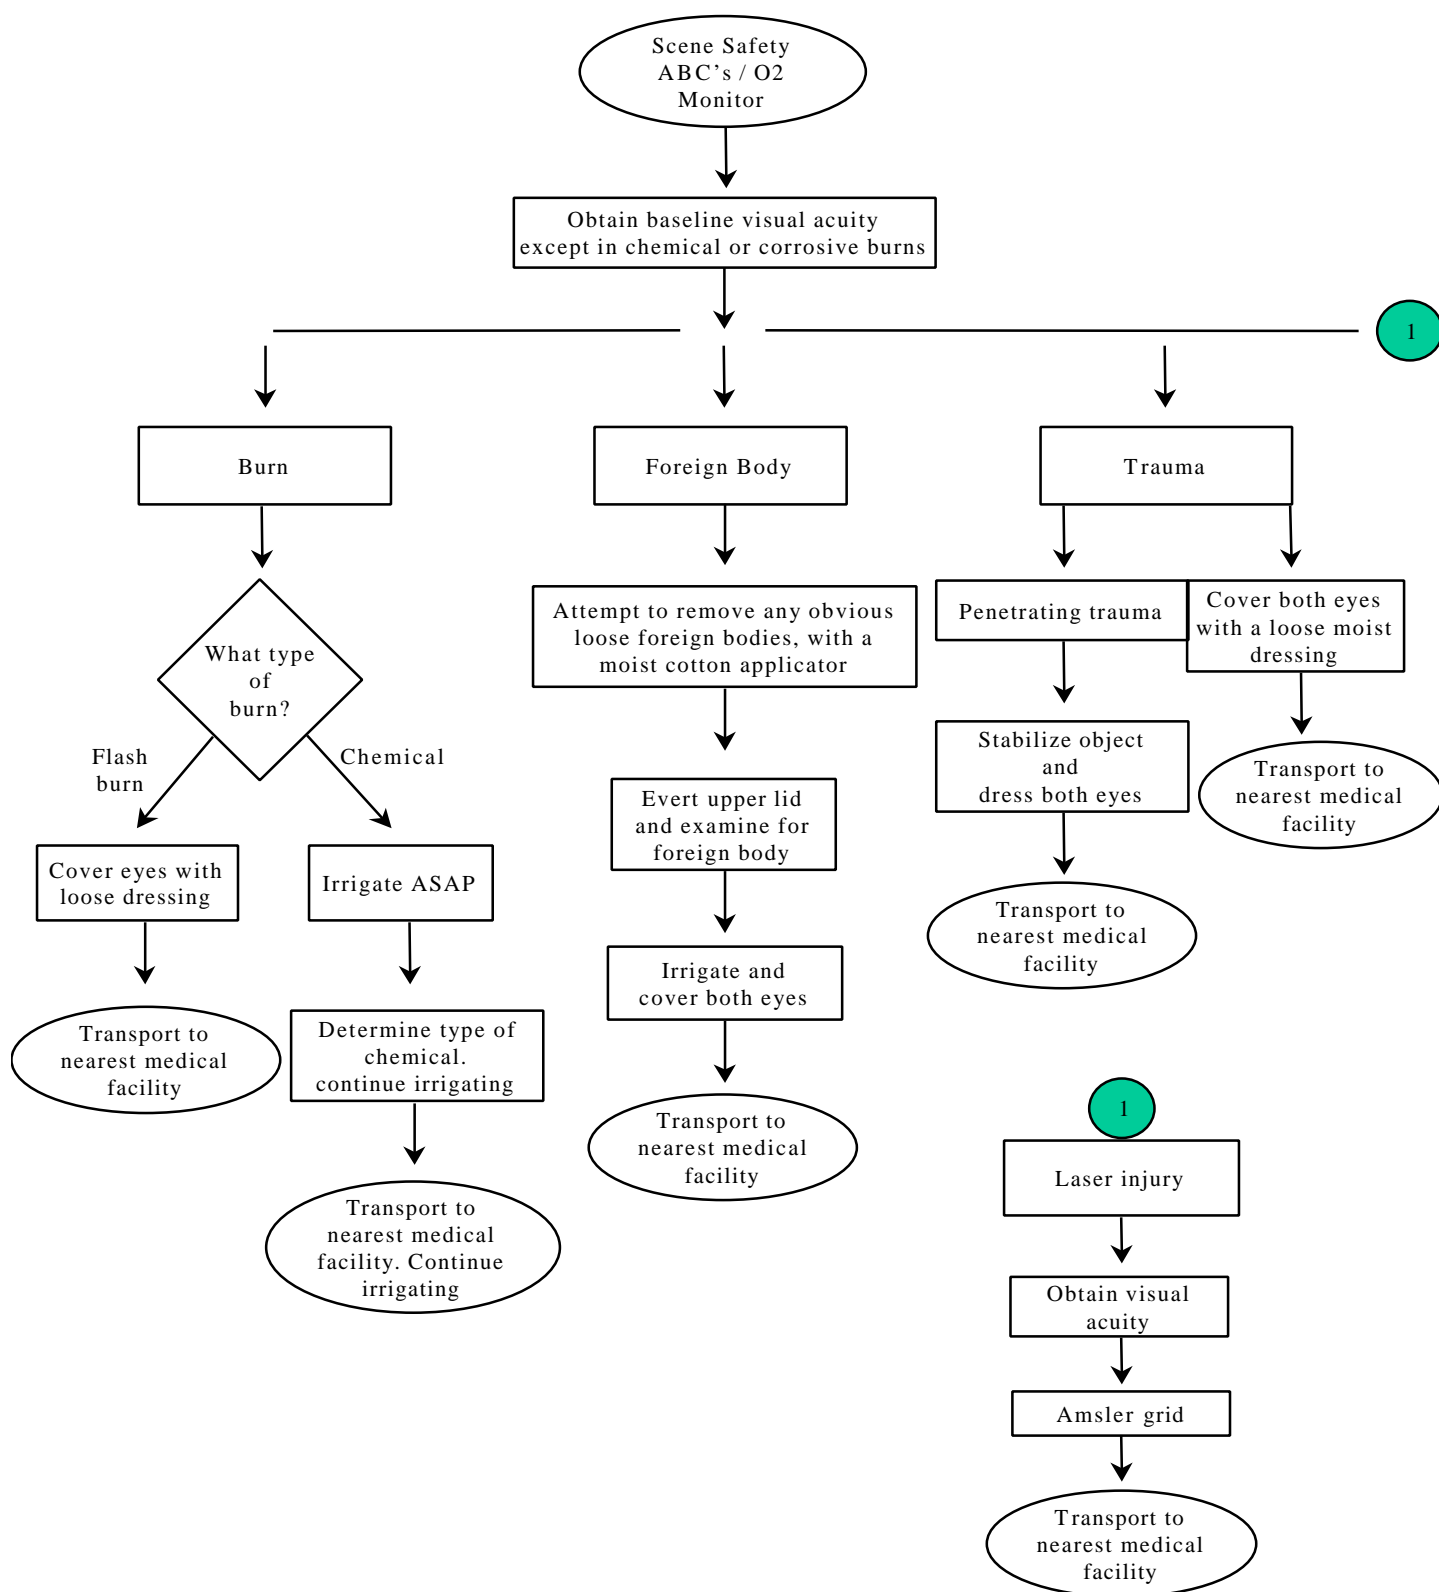 Scene Safety
ABC's / O2
Monitor
Obtain baseline visual acuity
except in chemical or corrosive burns
1
Burn
Foreign Body
Trauma
What type
of
burn?
Flash
burn
Chemical
Cover eyes with
loose dressing
Irrigate ASAP
Transport to
nearest medical
facility
Determine type of
chemical.
continue irrigating
Transport to
nearest medical
facility. Continue
irrigating
Attempt to remove any obvious
loose foreign bodies, with a
moist cotton applicator
Evert upper lid
and examine for
foreign body
Irrigate and
cover both eyes
Transport to
nearest medical
facility
Penetrating trauma
Stabilize object
and
dress both eyes
Transport to
nearest medical
facility
Cover both eyes
with a loose moist
dressing
Transport to
nearest medical
facility
1
Laser injury
Obtain visual
acuity
Amsler grid
Transport to
nearest medical
facility